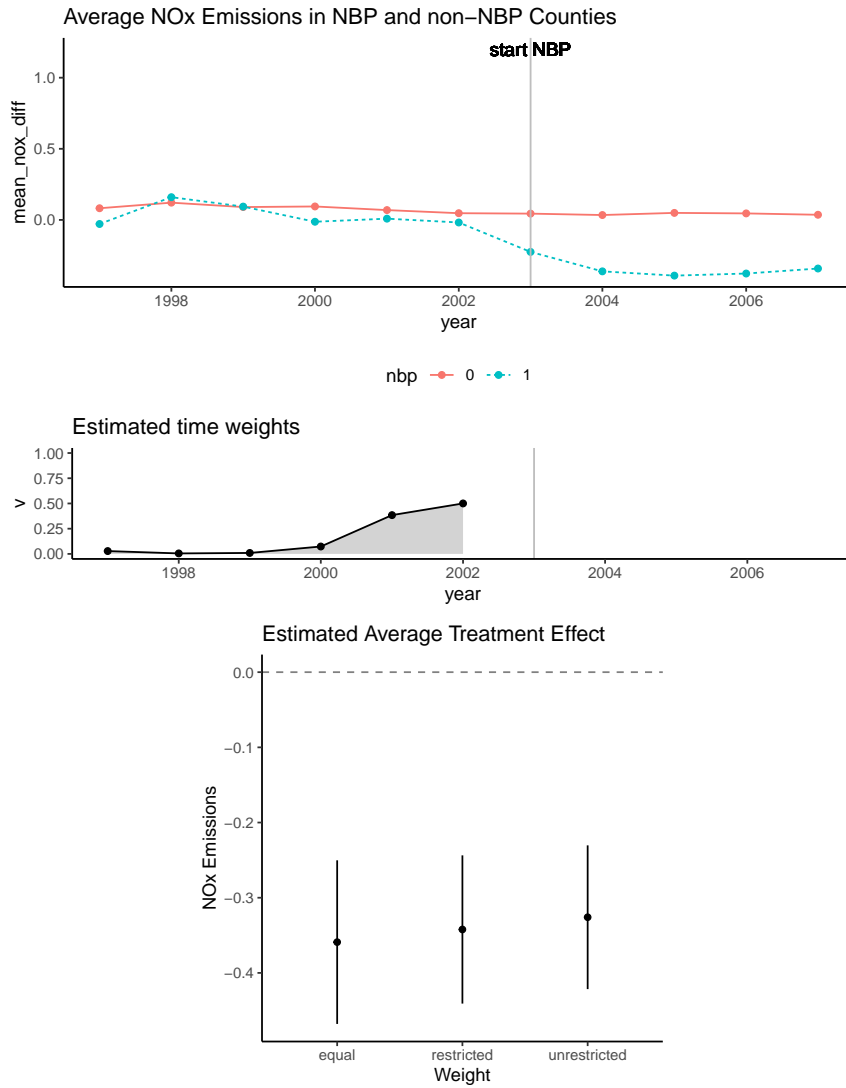 Average NOx Emissions in NBP and non−NBP Counties
start NBP
1.0
0.5
0.0
mean_nox_diff
1998 2000 2002 2004 2006
year
nbp 0 1
Estimated time weights
1.00
0.75
0.50
0.25
0.00
v
1998 2000 2002 2004 2006
year
Estimated Average Treatment Effect
0.0
−0.1
−0.2
−0.3
−0.4
NOx Emissions
equal restricted unrestricted
Weight